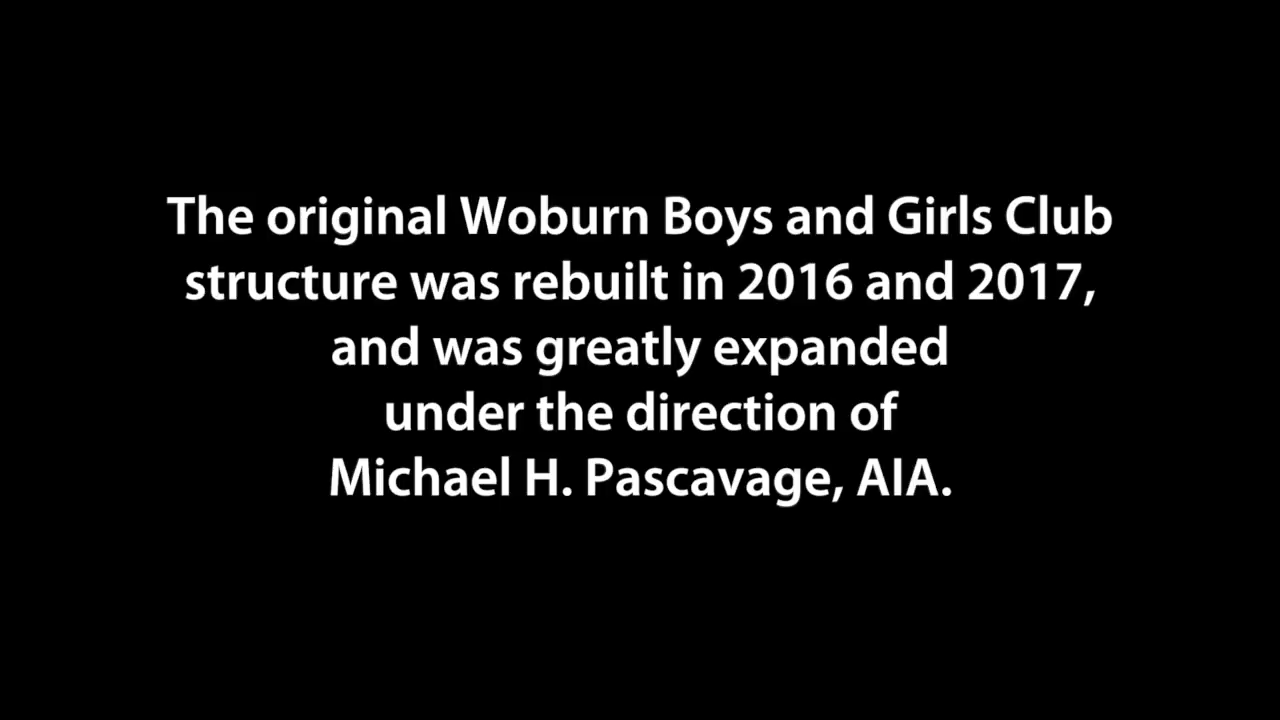 The original Woburn Boys and Girls Club
structure was rebuilt in 2016 and 2017,
and was greatly expanded
under the direction of
Michael H. Pascavage, AIA.